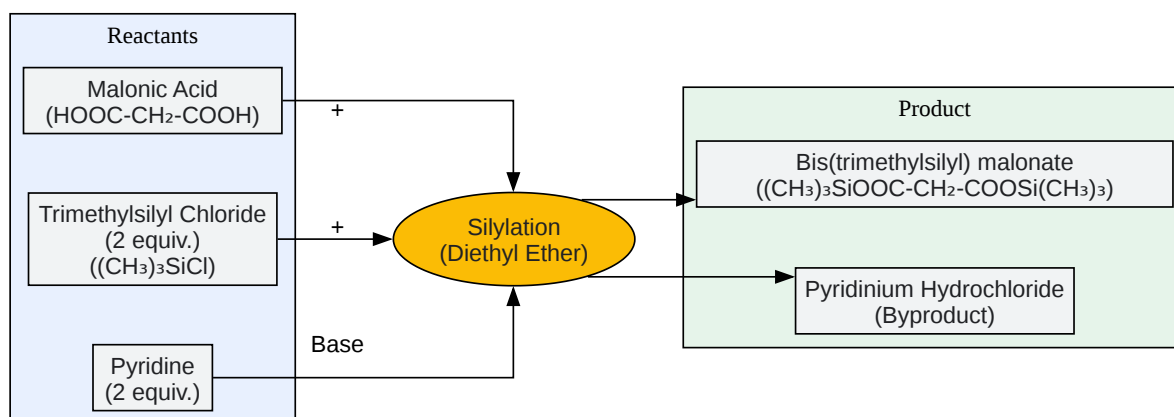 Reactants
Malonic Acid
(HOOC-CH₂-COOH)
+
Trimethylsilyl Chloride
(2 equiv.)
((CH₃)₃SiCl)
+
Pyridine
(2 equiv.)
Base
Silylation
(Diethyl Ether)
Product
Bis(trimethylsilyl) malonate
((CH₃)₃SiOOC-CH₂-COOSi(CH₃)₃)
Pyridinium Hydrochloride
(Byproduct)